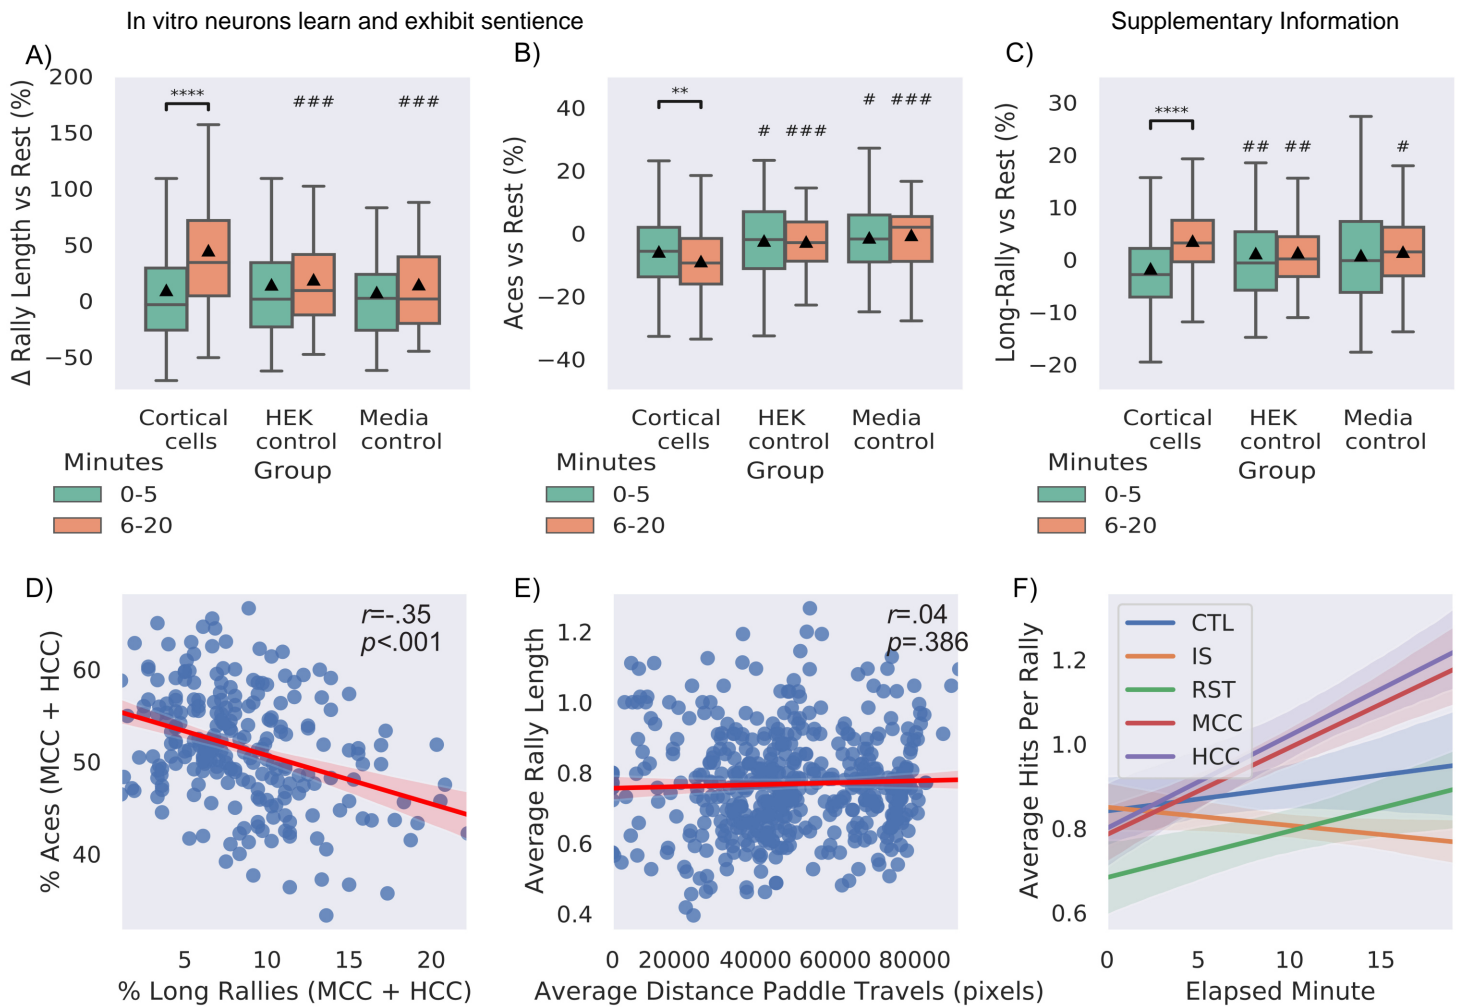 In vitro neurons learn and exhibit sentience
Supplementary Information
A)
Δ Rally Length vs Rest (%)
200
150
100
50
0
−50
****
###
###
Cortical cells
HEK control
Media control
Group
Minutes
0-5
6-20
B)
Aces vs Rest (%)
40
20
0
−20
−40
**
#
###
#
###
Cortical cells
HEK control
Media control
Group
Minutes
0-5
6-20
C)
Long-Rally vs Rest (%)
30
20
10
0
−10
−20
****
##
##
#
Cortical cells
HEK control
Media control
Group
Minutes
0-5
6-20
D)
% Aces (MCC + HCC)
60
50
40
r=-.35
p<.001
5
10
15
20
% Long Rallies (MCC + HCC)
E)
Average Rally Length
1.2
1.0
0.8
0.6
0.4
r=.04
p=.386
0
20000
40000
60000
80000
Average Distance Paddle Travels (pixels)
F)
Average Hits Per Rally
1.2
1.0
0.8
0.6
CTL
IS
RST
MCC
HCC
0
5
10
15
Elapsed Minute